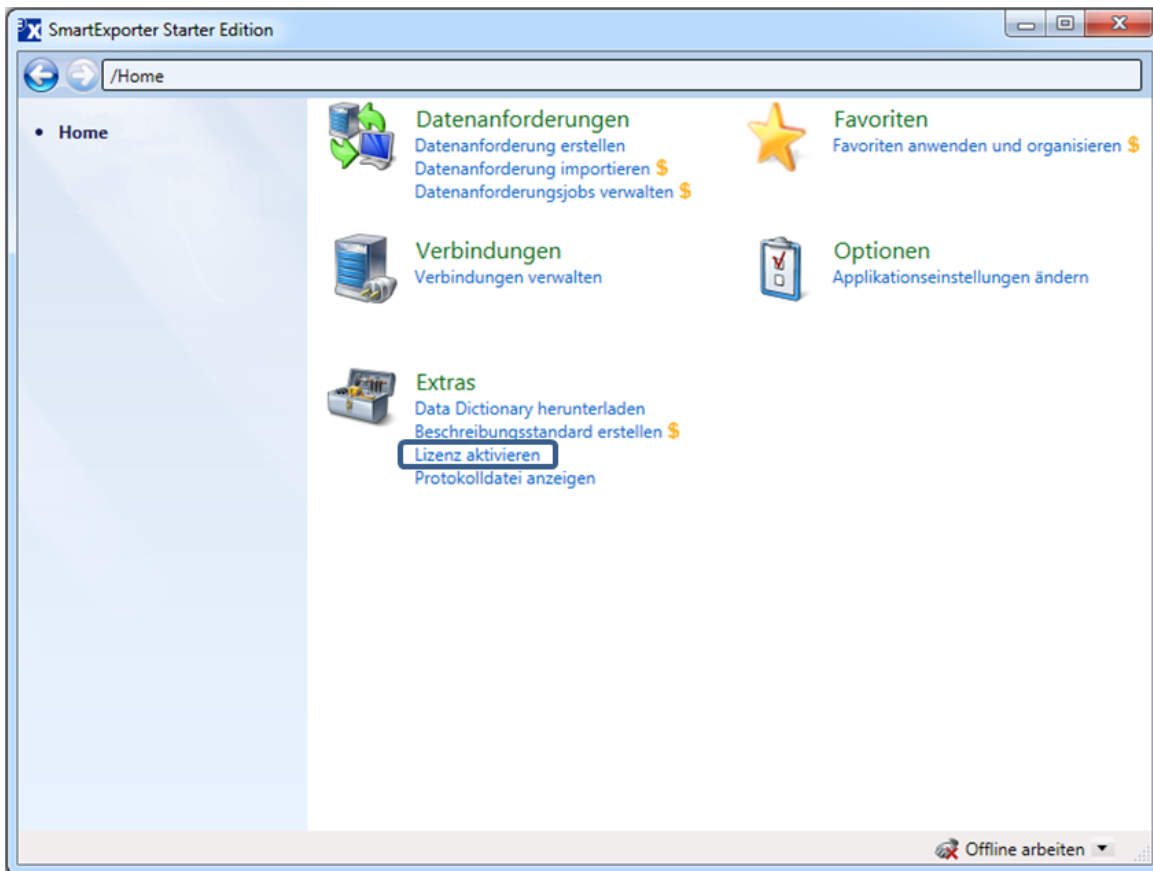 SmartExporter Starter Edition
/Home
• Home
Datenanforderungen
Datenanforderung erstellen
Datenanforderung importieren $
Datenanforderungsjobs verwalten $
Favoriten
Favoriten anwenden und organisieren $
Verbindungen
Verbindungen verwalten
Optionen
Applikationseinstellungen ändern
Extras
Data Dictionary herunterladen
Beschreibungsstandard erstellen $
Lizenz aktivieren
Protokolldatei anzeigen
Offline arbeiten